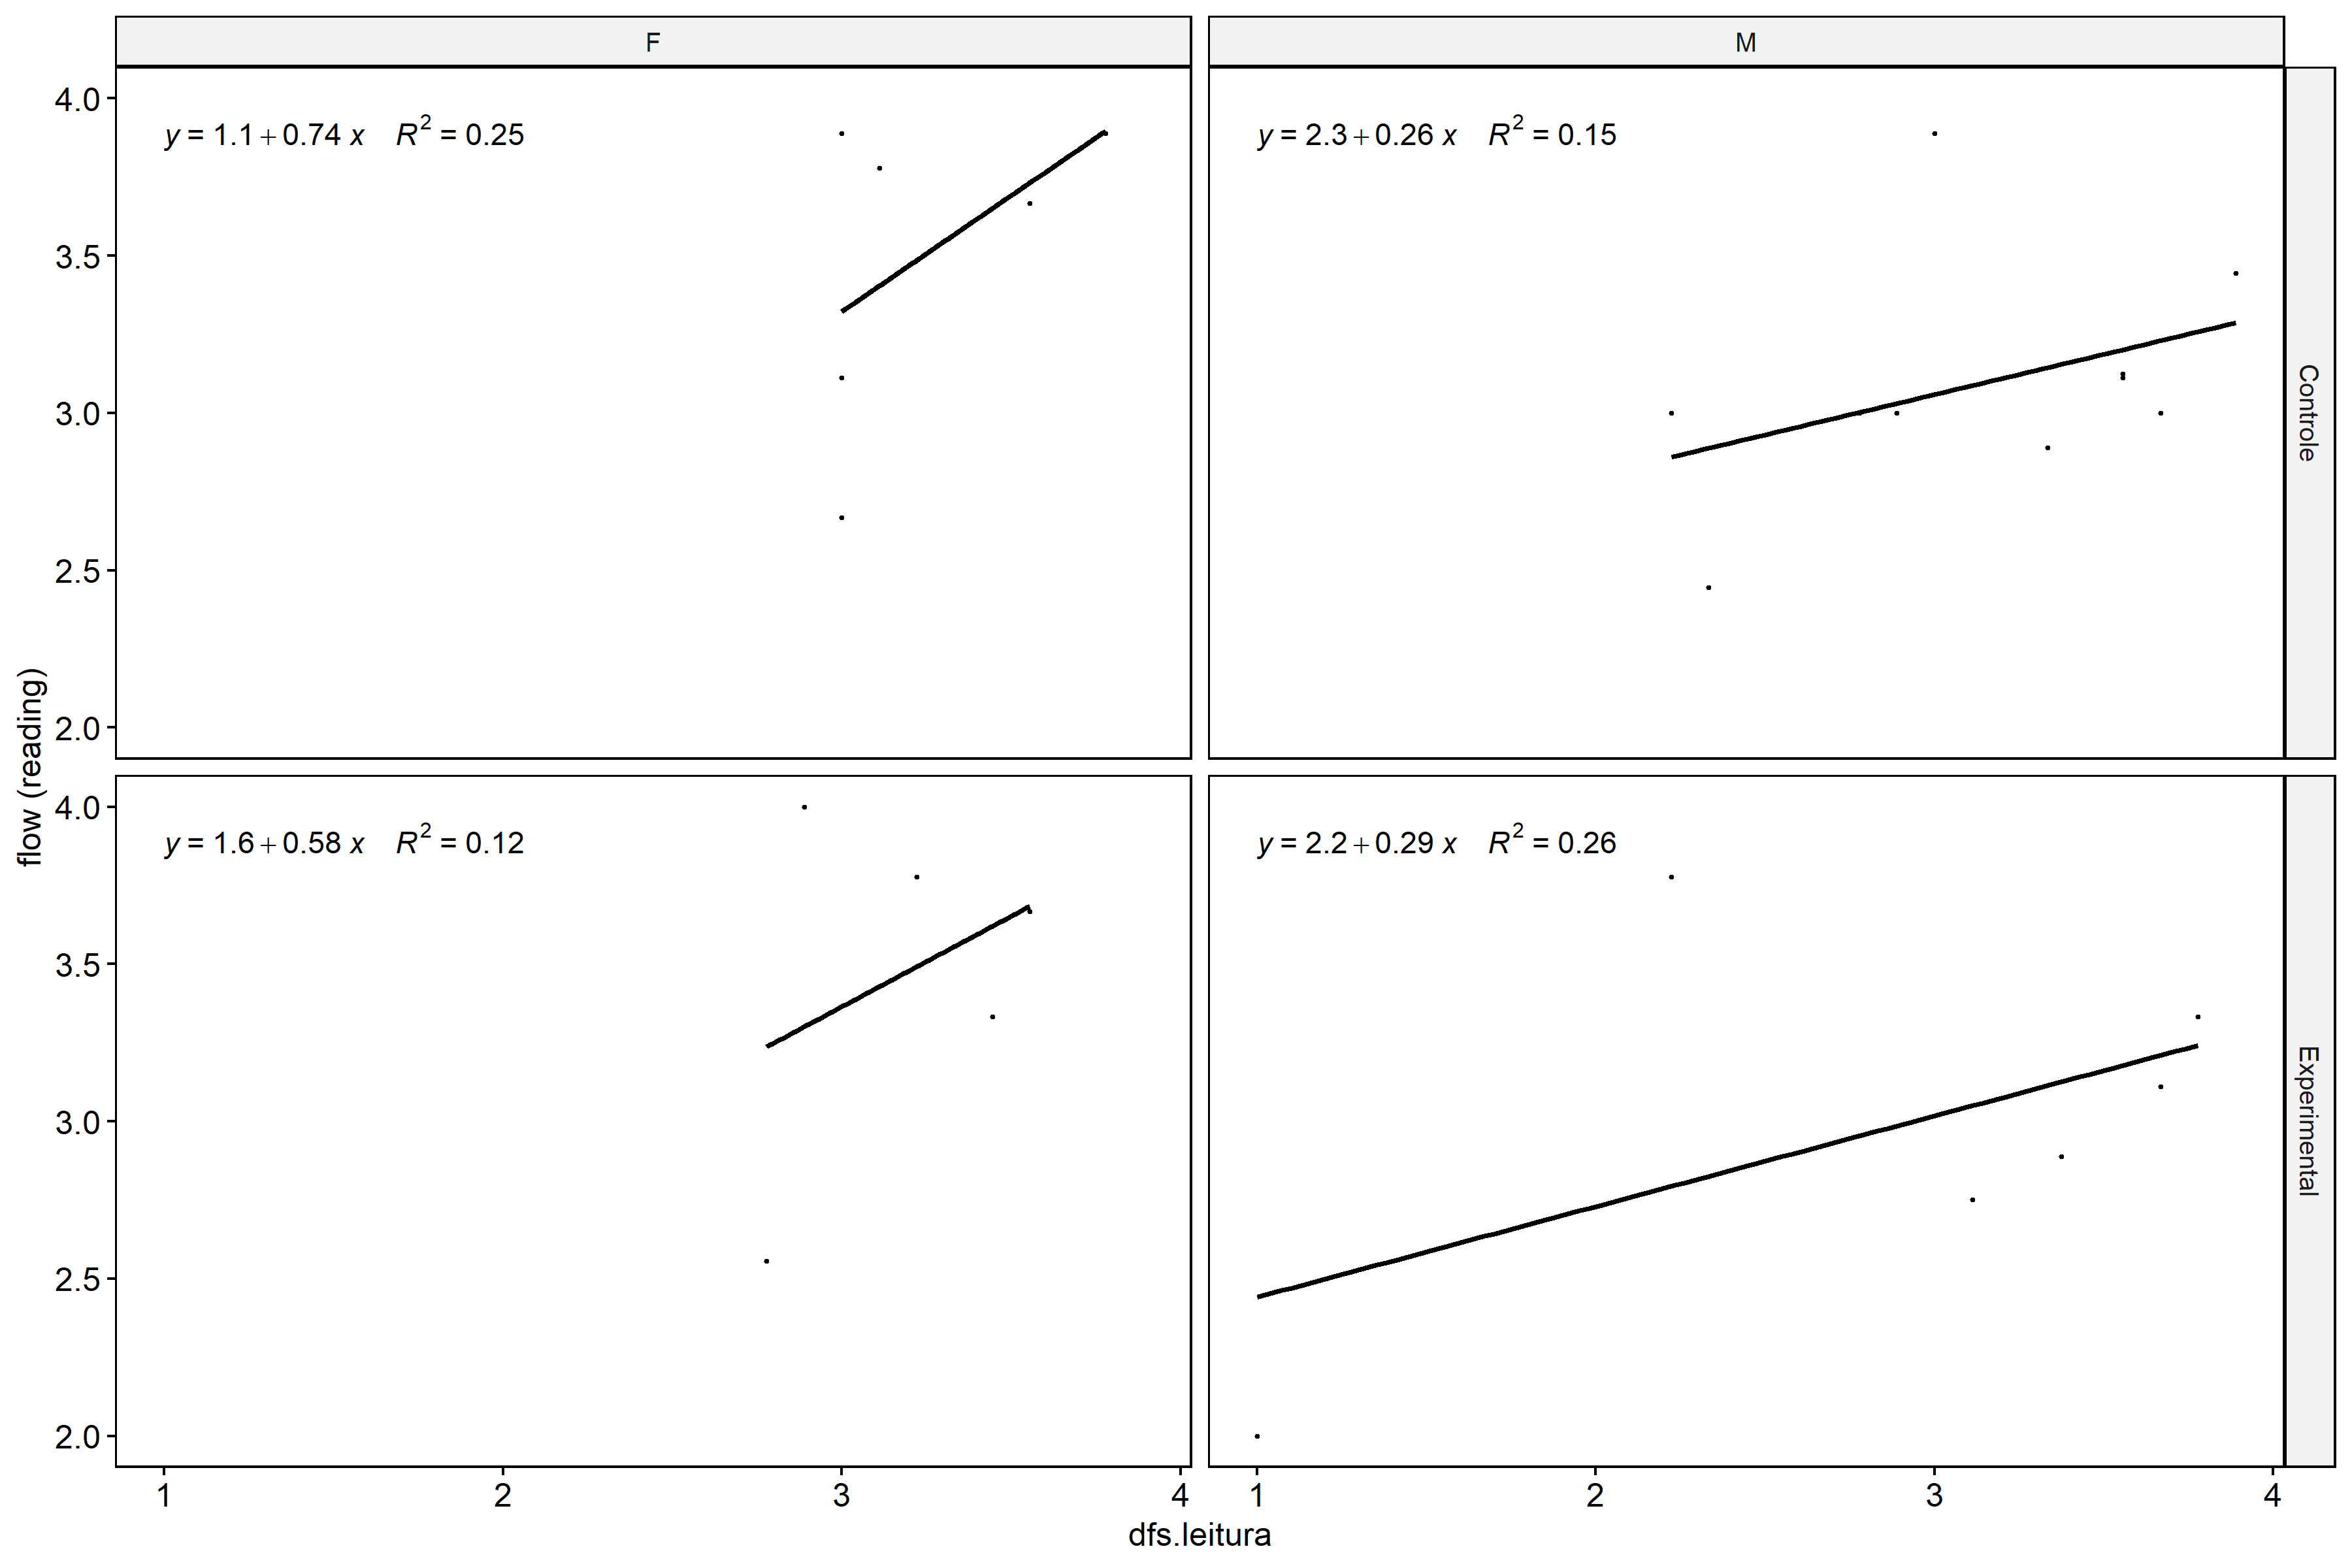 F
M
4.0
3.5
3.0
2.5
2.0
y = 1.1 + 0.74 x R² = 0.25
y = 2.3 + 0.26 x R² = 0.15
Controle
flow (reading)
4.0
3.5
3.0
2.5
2.0
y = 1.6 + 0.58 x R² = 0.12
y = 2.2 + 0.29 x R² = 0.26
Experimental
1 2 3 4
1 2 3 4
dfs.leitura